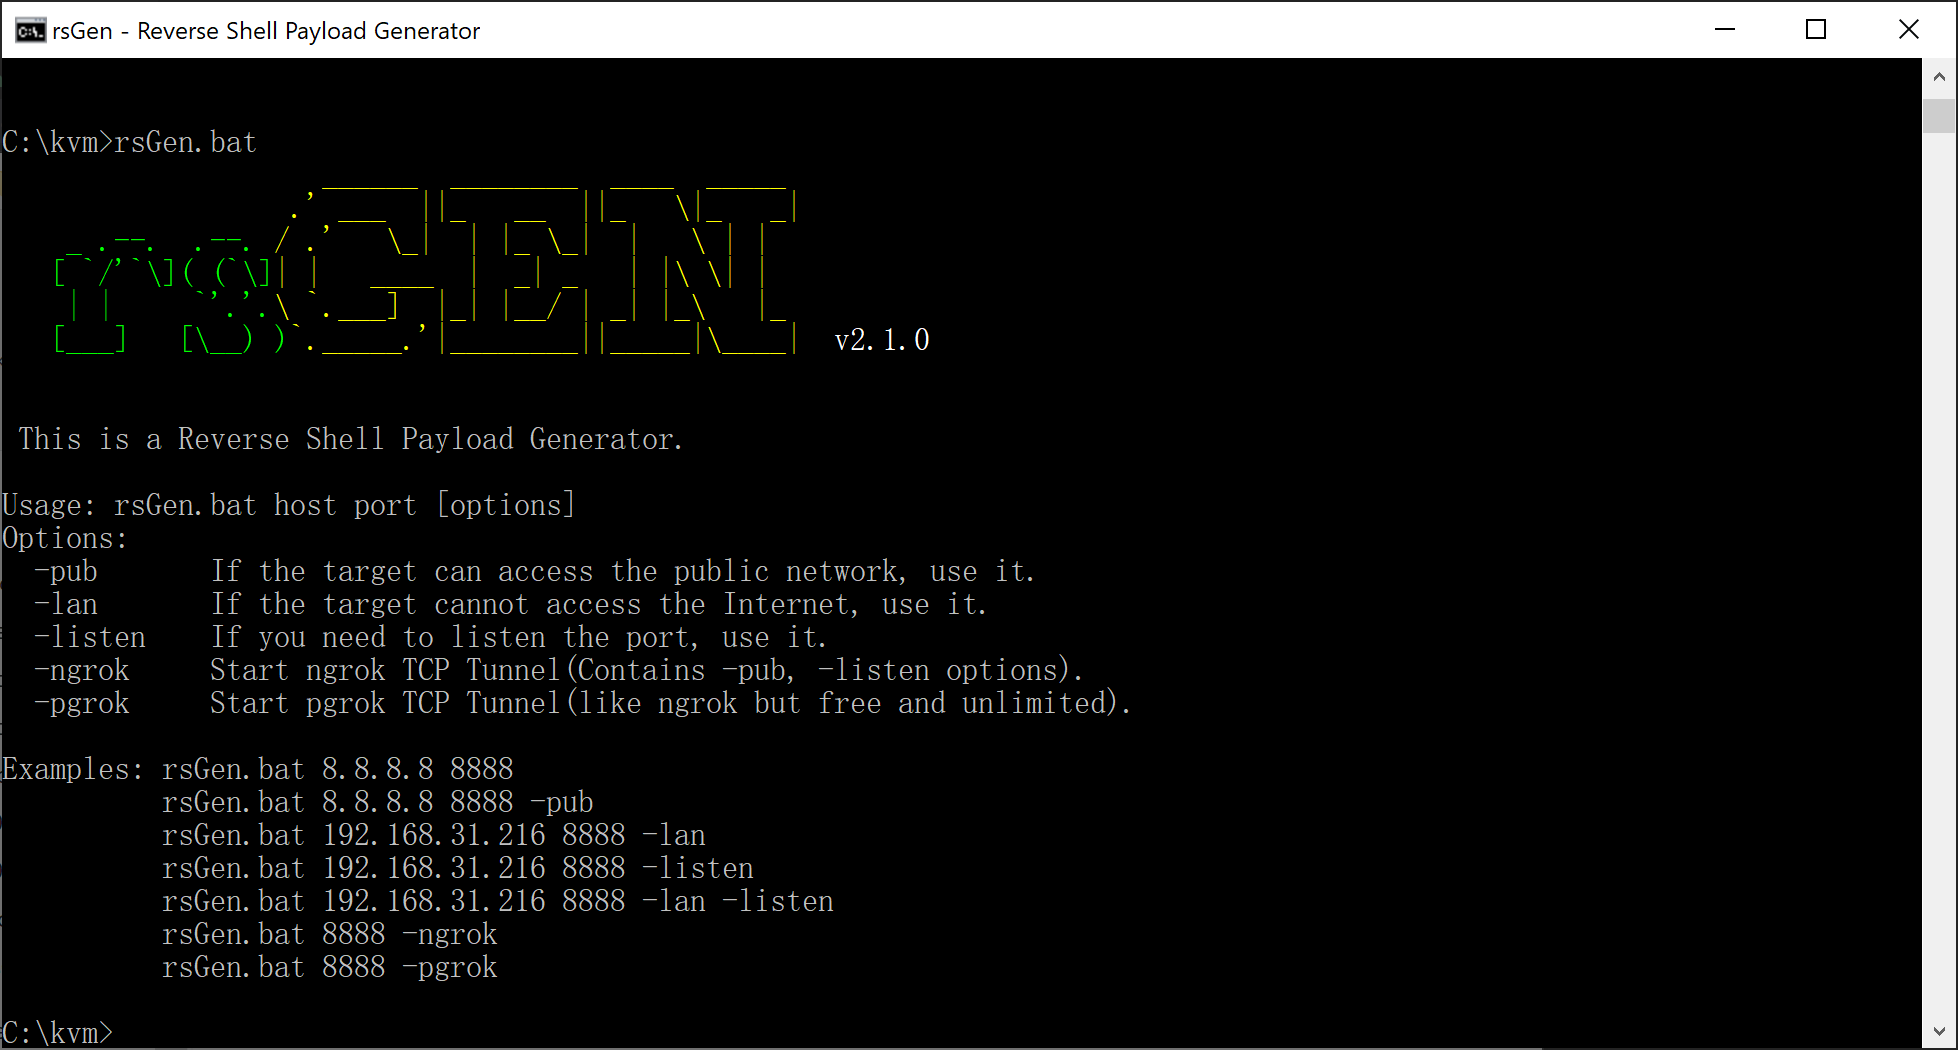 rsGen - Reverse Shell Payload Generator
C:\kvm>rsGen.bat
rsGEN v2.1.0
This is a Reverse Shell Payload Generator.
Usage: rsGen.bat host port [options]
Options:
-pub If the target can access the public network, use it.
-lan If the target cannot access the Internet, use it.
-listen If you need to listen the port, use it.
-ngrok Start ngrok TCP Tunnel(Contains -pub, -listen options).
-pgrok Start pgrok TCP Tunnel(like ngrok but free and unlimited).
Examples: rsGen.bat 8.8.8.8 8888
rsGen.bat 8.8.8.8 8888 -pub
rsGen.bat 192.168.31.216 8888 -lan
rsGen.bat 192.168.31.216 8888 -listen
rsGen.bat 192.168.31.216 8888 -lan -listen
rsGen.bat 8888 -ngrok
rsGen.bat 8888 -pgrok
C:\kvm>